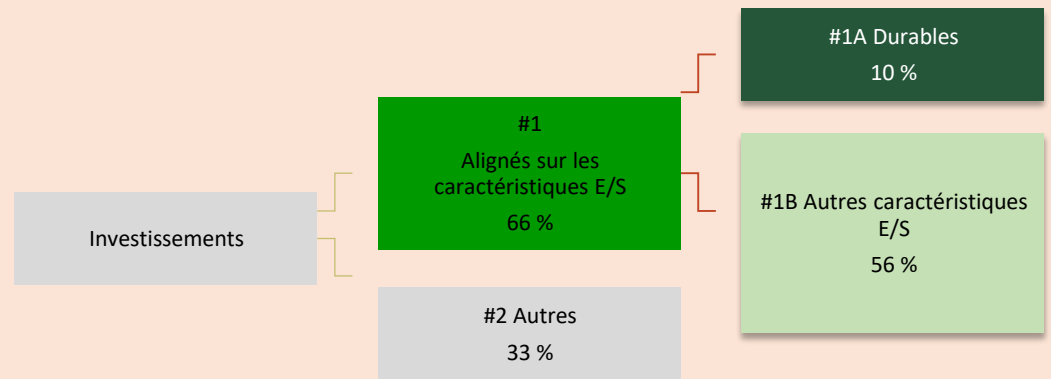 Investissements
#1
Alignés sur les
caractéristiques E/S
66 %
#2 Autres
33 %
#1A Durables
10 %
#1B Autres caractéristiques
E/S
56 %